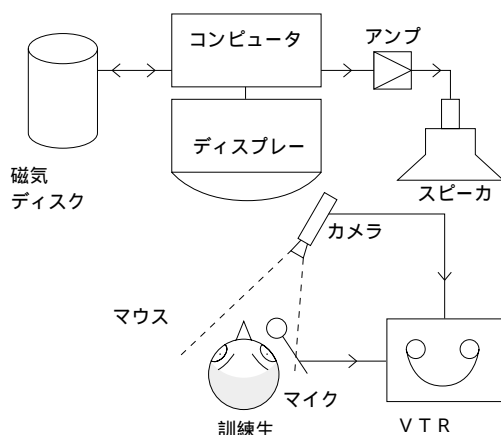 コンピュータ
アンプ
ディスプレー
磁気
ディスク
スピーカ
カメラ
マウス
マイク
訓練生
ＶＴＲ